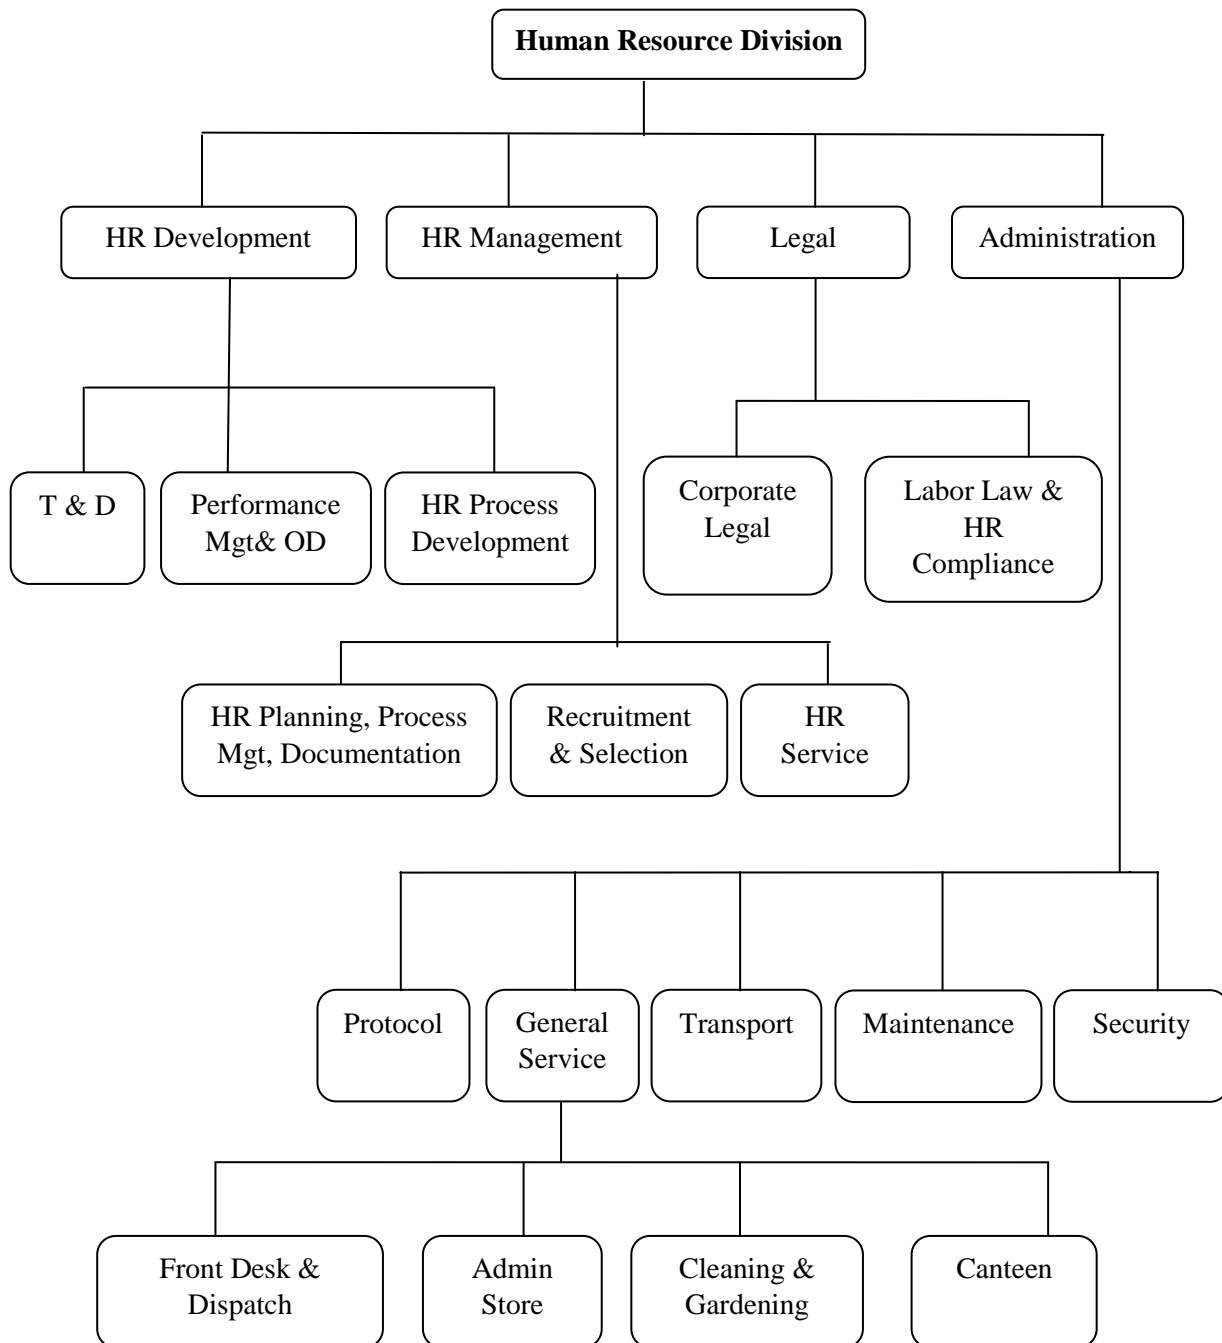 Human Resource Division
HR Development
HR Management
Legal
Administration
T & D
Performance
Mgt& OD
HR Process
Development
Corporate
Legal
Labor Law &
HR
Compliance
HR Planning, Process
Mgt, Documentation
Recruitment
& Selection
HR
Service
Protocol
General
Service
Transport
Maintenance
Security
Front Desk &
Dispatch
Admin
Store
Cleaning &
Gardening
Canteen